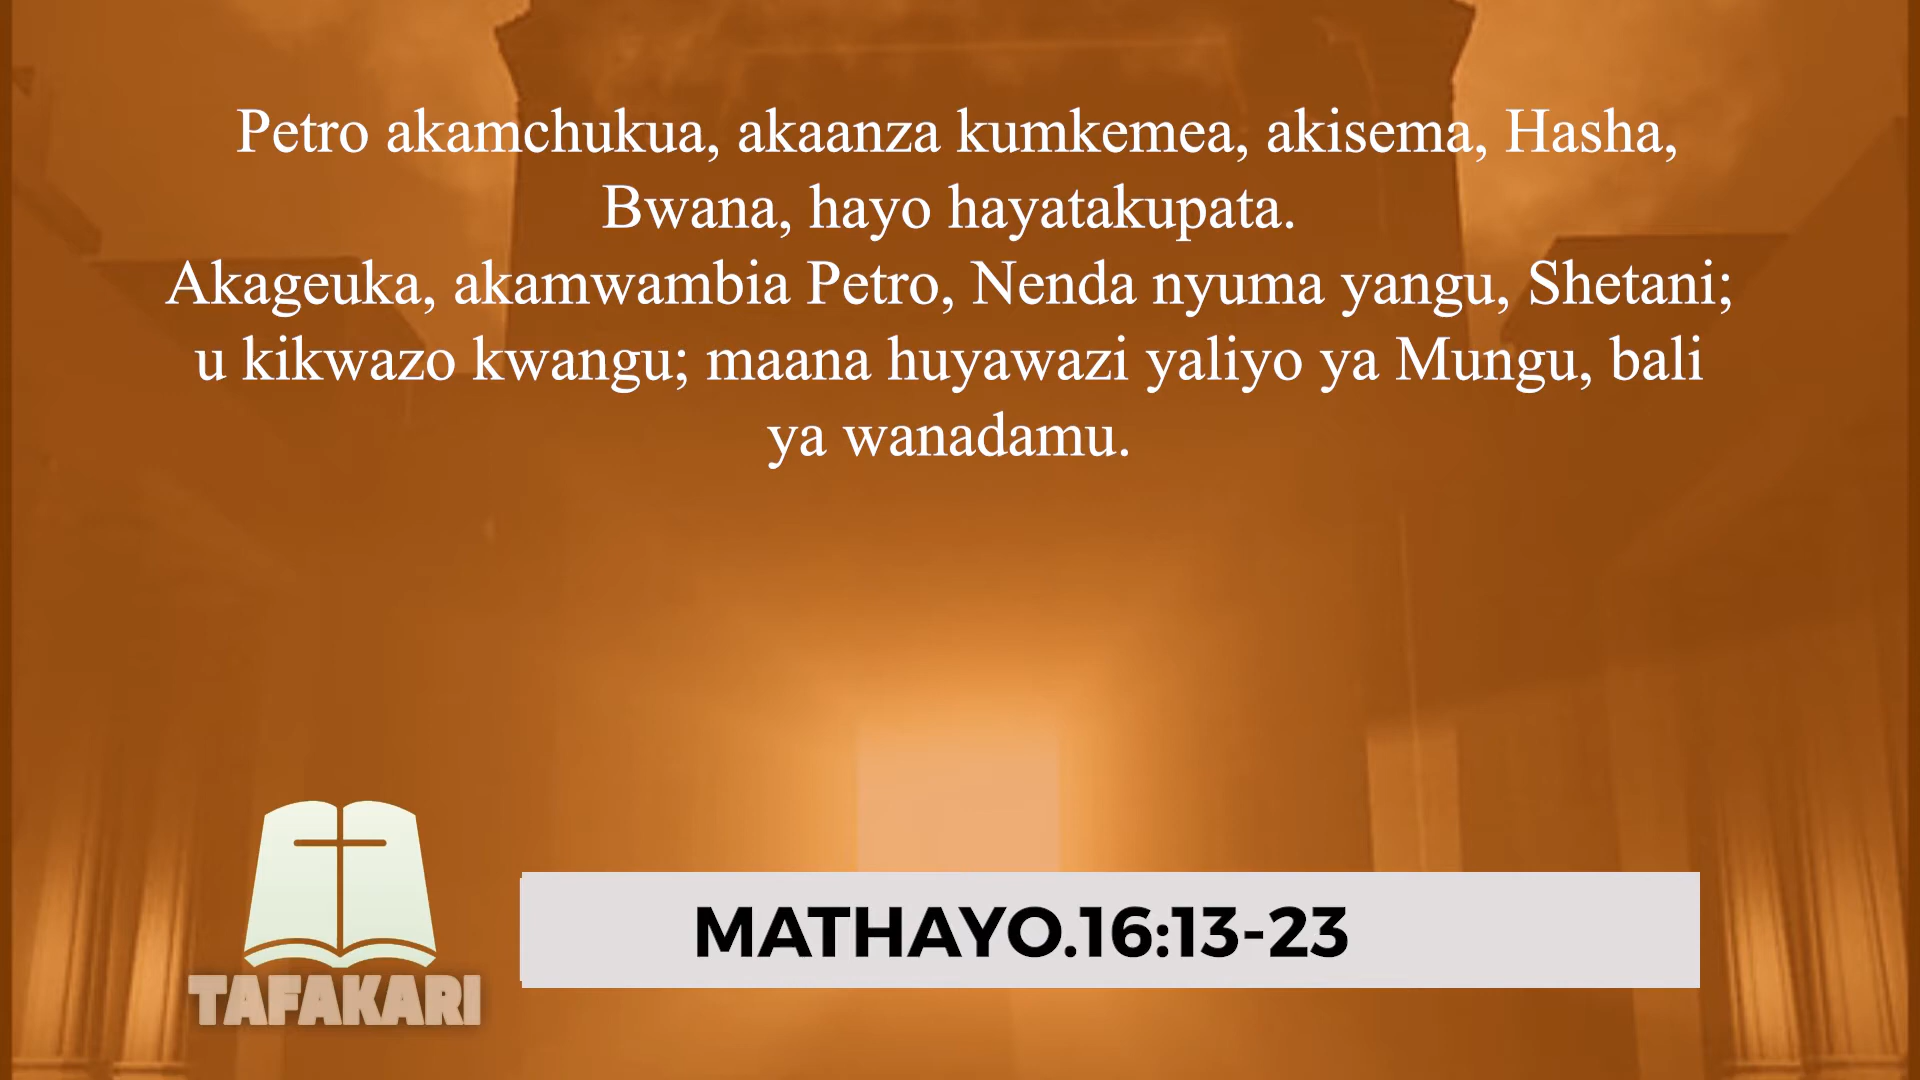 Petro akamchukua, akaanza kumkemea, akisema, Hasha,
Bwana, hayo hayatakupata.
Akageuka, akamwambia Petro, Nenda nyuma yangu, Shetani;
u kikwazo kwangu; maana huyawazi yaliyo ya Mungu, bali
ya wanadamu.
MATHAYO.16:13-23
TAFAKARI